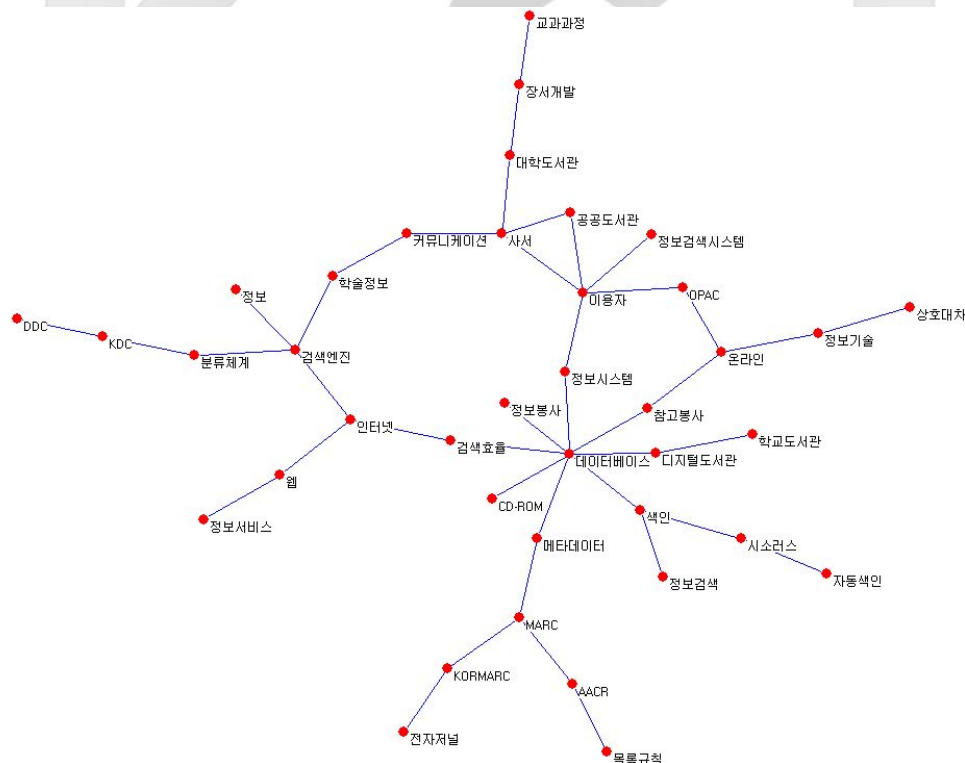 교과과정
장서개발
대학도서관
공공도서관
커뮤니케이션
사서
정보검색시스템
학술정보
정보
이용자
OPAC
상호대차
DDC
KDC
정보기술
분류체계
검색엔진
온라인
정보시스템
정보봉사
참고봉사
인터넷
학교도서관
검색효율
데이터베이스
디지털도서관
웹
CD-ROM
색인
정보서비스
메타데이터
시소러스
정보검색
자동색인
MARC
KORMARC
AACR
전자저널
목록규칙